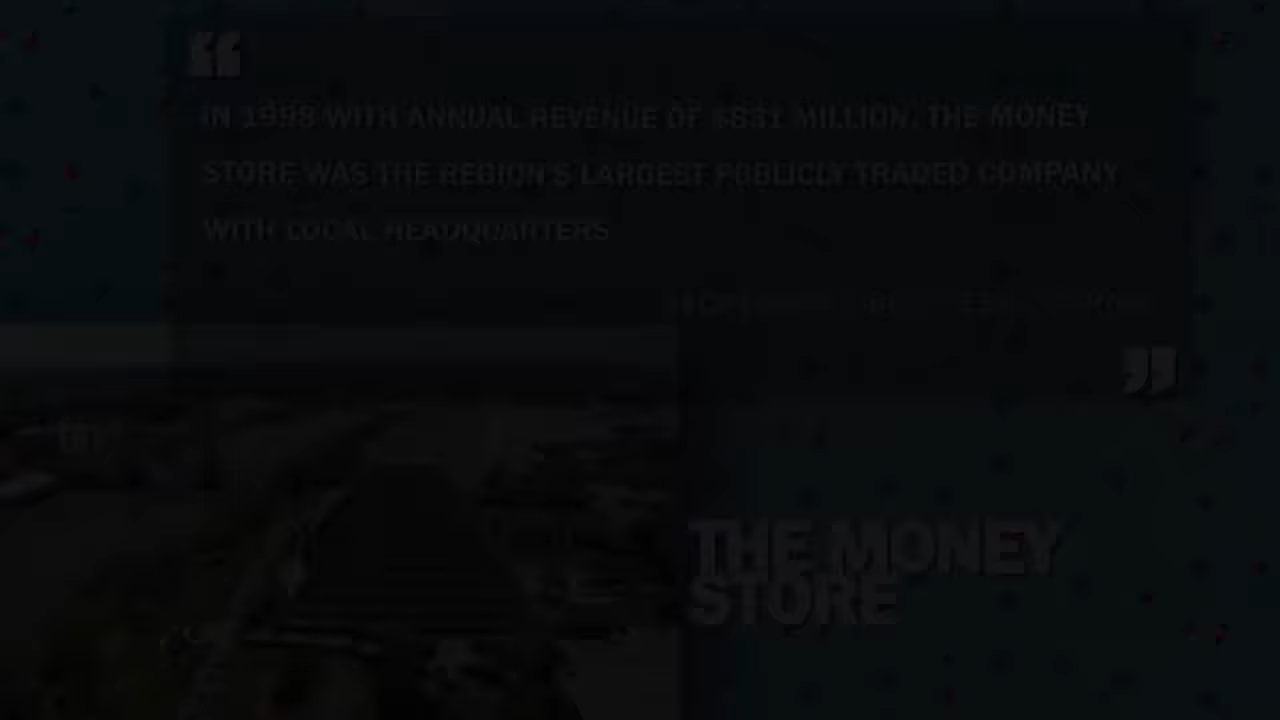 IN 1998 WITH ANNUAL REVENUE OF $831 MILLION, THE MONEY
STORE WAS THE REGION'S LARGEST PUBLICLY TRADED COMPANY
WITH LOCAL HEADQUARTERS
THE MONEY
STORE